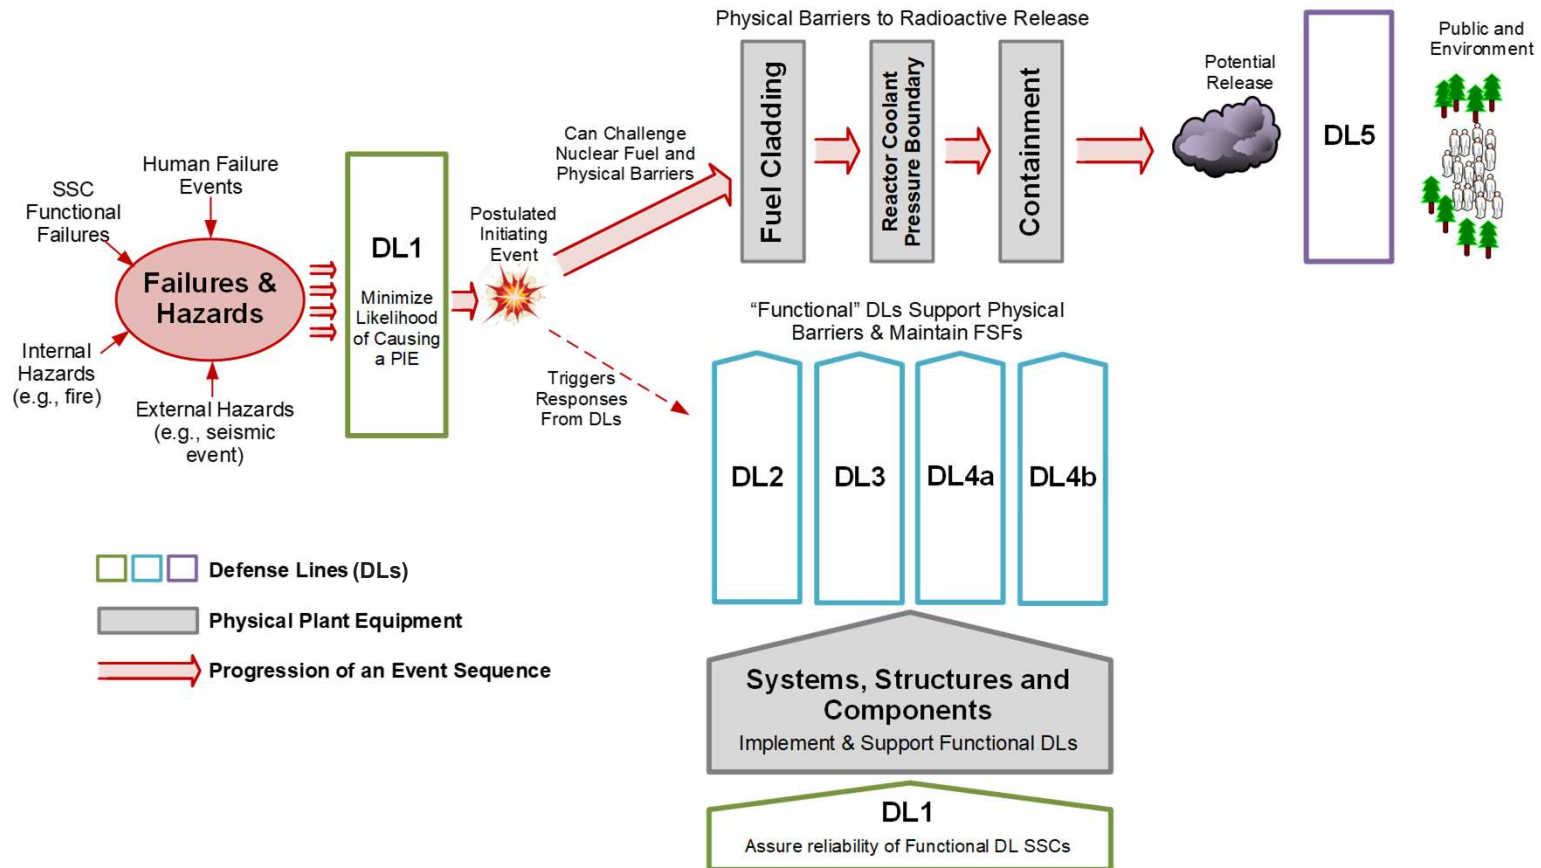 Physical Barriers to Radioactive Release
Fuel Cladding
Reactor Coolant
Pressure Boundary
Containment
Potential
Release
DL5
Public and
Environment
Can Challenge
Nuclear Fuel and
Physical Barriers
Human Failure
Events
SSC
Functional
Failures
Failures &
Hazards
Internal
Hazards
(e.g., fire)
External Hazards
(e.g., seismic
event)
DL1
Minimize
Likelihood
of Causing
a PIE
Postulated
Initiating
Event
Triggers
Responses
From DLs
“Functional” DLs Support Physical
Barriers & Maintain FSFs
DL2
DL3
DL4a
DL4b
Defense Lines (DLs)
Physical Plant Equipment
Progression of an Event Sequence
Systems, Structures and
Components
Implement & Support Functional DLs
DL1
Assure reliability of Functional DL SSCs